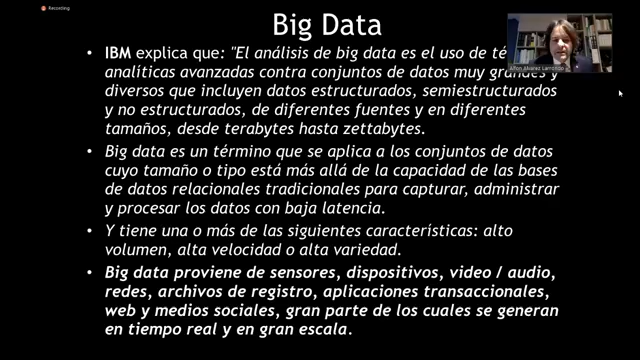 Recording
Big Data
IBM explica que: "El análisis de big data es el uso de
analíticas avanzadas contra conjuntos de datos muy grandes y
diversos que incluyen datos estructurados, semiestructurados
y no estructurados, de diferentes fuentes y en diferentes
tamaños, desde terabytes hasta zettabytes.
Big data es un término que se aplica a los conjuntos de datos
cuyo tamaño o tipo está más allá de la capacidad de las bases
de datos relacionales tradicionales para capturar, administrar
y procesar los datos con baja latencia.
Y tiene una o más de las siguientes características: alto
volumen, alta velocidad o alta variedad.
Big data proviene de sensores, dispositivos, video / audio,
redes, archivos de registro, aplicaciones transaccionales,
web y medios sociales, gran parte de los cuales se generan
en tiempo real y en gran escala.